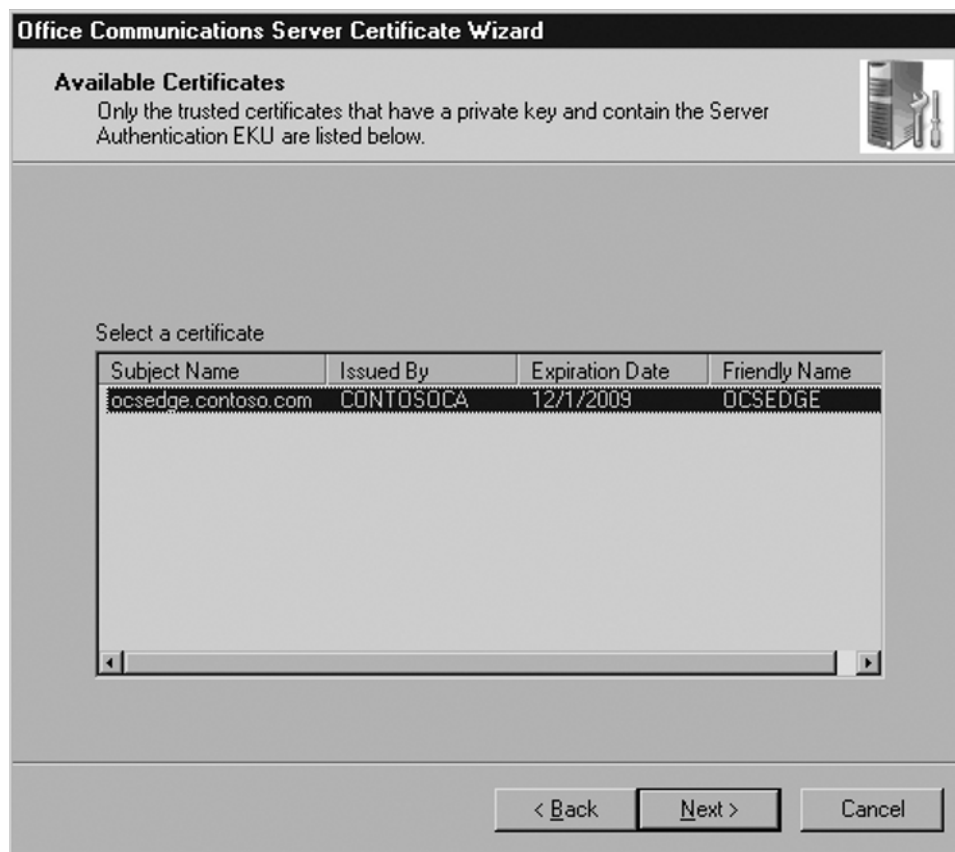 Office Communications Server Certificate Wizard
Available Certificates
Only the trusted certificates that have a private key and contain the Server
Authentication EKU are listed below.
Select a certificate
Subject Name Issued By Expiration Date Friendly Name
ocsedge.contoso.com CONTOSOCA 12/1/2009 OCSEDGE
< Back Next > Cancel